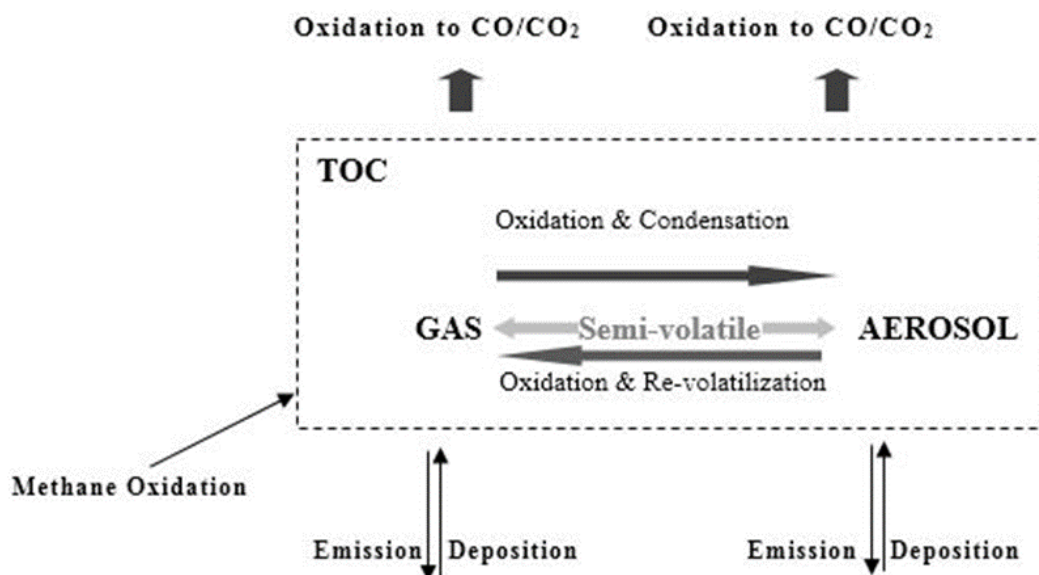 Oxidation to CO/CO₂ Oxidation to CO/CO₂
TOC
Oxidation & Condensation
GAS Semi-volatile AEROSOL
Oxidation & Re-volatilization
Methane Oxidation
Emission Deposition Emission Deposition